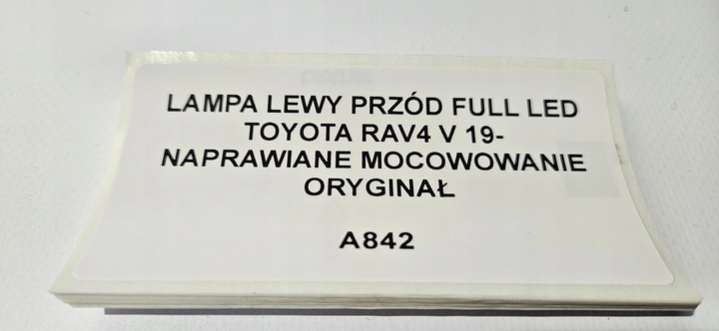 LAMPA LEWY PRZÓD FULL LED
TOYOTA RAV4 V 19-
NAPRAWIANE MOCOWOWANIE
ORYGINAŁ
A842